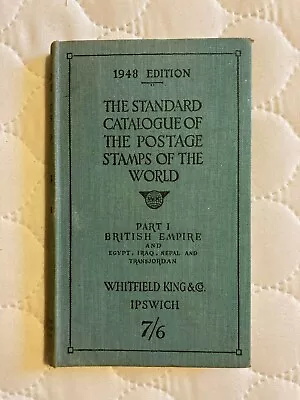 1948 EDITION
THE STANDARD
CATALOGUE OF
THE POSTAGE
STAMPS OF THE
WORLD
PART I
BRITISH EMPIRE
AND
EGYPT, IRAQ, NEPAL AND
TRANSJORDAN
WHITFIELD KING & CO.
IPSWICH
7/6